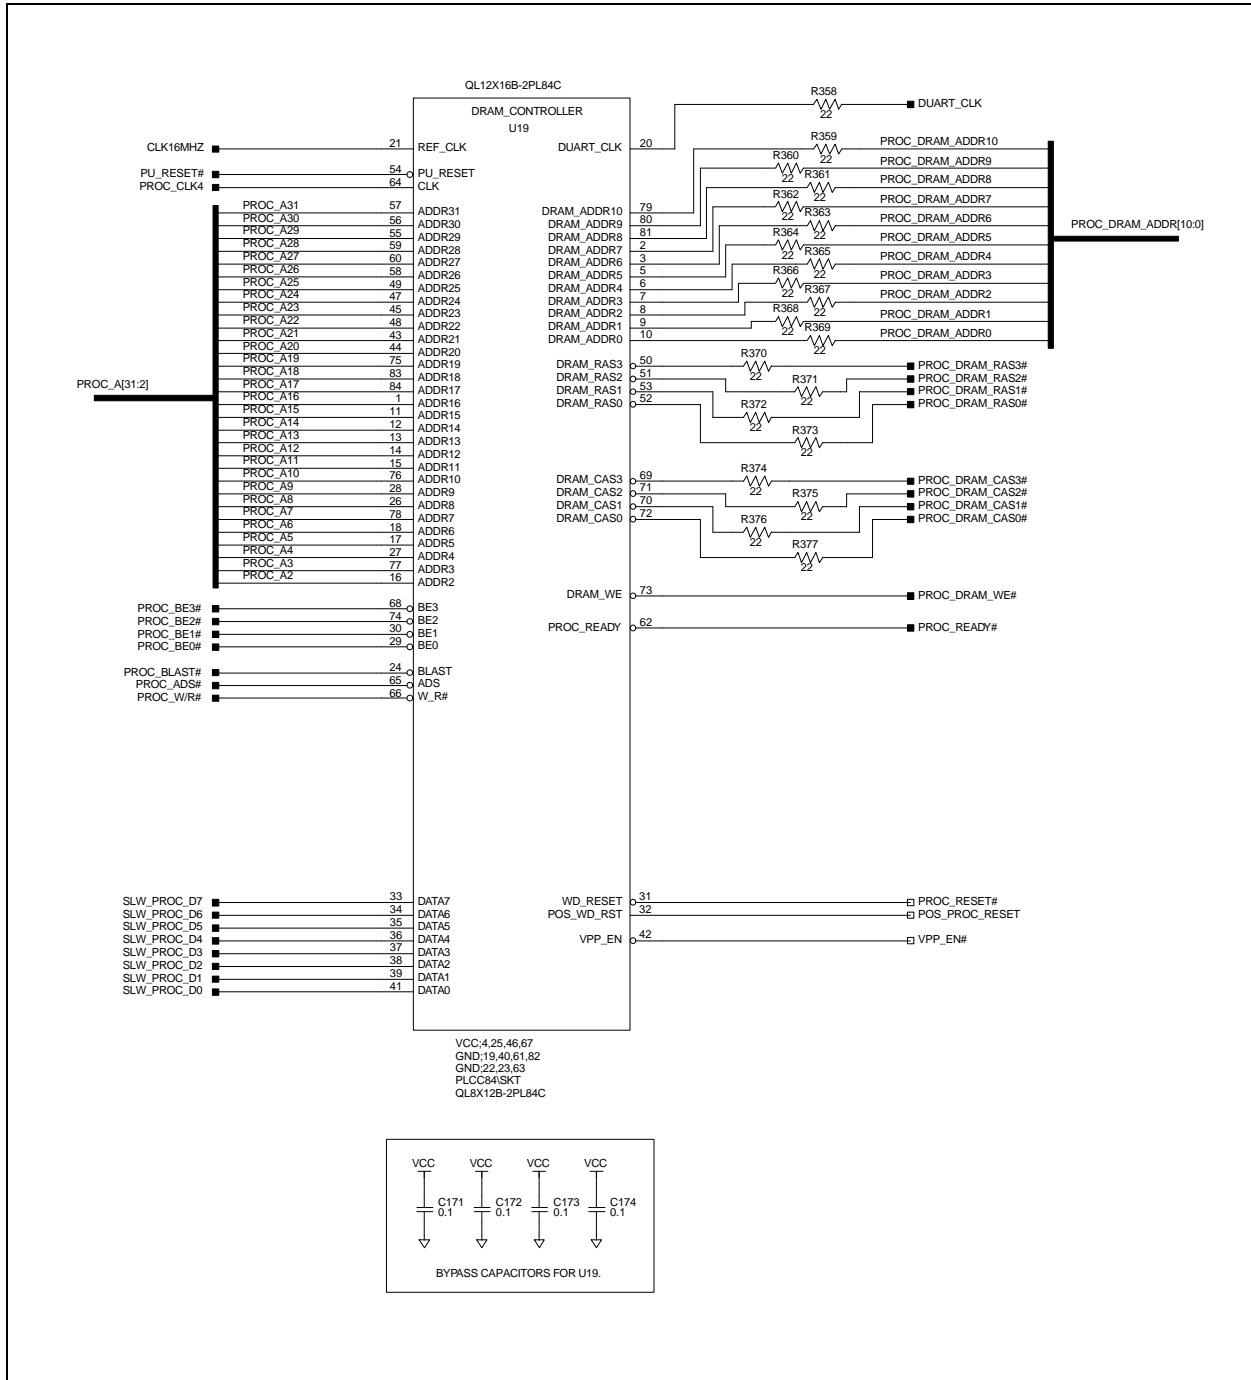 QL12X16B-2PL84C
DRAM_CONTROLLER
U19
R358
22
DUART_CLK
CLK16MHZ 21 REF_CLK
DUART_CLK 20
PU_RESET# 54 PU_RESET
PROC_CLK4 64 CLK
PROC_A[31:2]
PROC_A31 57 ADDR31
PROC_A30 56 ADDR30
PROC_A29 55 ADDR29
PROC_A28 59 ADDR28
PROC_A27 60 ADDR27
PROC_A26 58 ADDR26
PROC_A25 49 ADDR25
PROC_A24 47 ADDR24
PROC_A23 45 ADDR23
PROC_A22 48 ADDR22
PROC_A21 43 ADDR21
PROC_A20 44 ADDR20
PROC_A19 75 ADDR19
PROC_A18 83 ADDR18
PROC_A17 84 ADDR17
PROC_A16 1 ADDR16
PROC_A15 11 ADDR15
PROC_A14 12 ADDR14
PROC_A13 13 ADDR13
PROC_A12 14 ADDR12
PROC_A11 15 ADDR11
PROC_A10 76 ADDR10
PROC_A9 28 ADDR9
PROC_A8 26 ADDR8
PROC_A7 78 ADDR7
PROC_A6 18 ADDR6
PROC_A5 17 ADDR5
PROC_A4 27 ADDR4
PROC_A3 77 ADDR3
PROC_A2 16 ADDR2
PROC_BE3# 68 BE3
PROC_BE2# 74 BE2
PROC_BE1# 30 BE1
PROC_BE0# 29 BE0
PROC_BLAST# 24 BLAST
PROC_ADS# 65 ADS
PROC_W/R# 66 W_R#
SLW_PROC_D7 33 DATA7
SLW_PROC_D6 34 DATA6
SLW_PROC_D5 35 DATA5
SLW_PROC_D4 36 DATA4
SLW_PROC_D3 37 DATA3
SLW_PROC_D2 38 DATA2
SLW_PROC_D1 39 DATA1
SLW_PROC_D0 41 DATA0
DRAM_ADDR10 79 R359 22 PROC_DRAM_ADDR10
DRAM_ADDR9 80 R360 22 PROC_DRAM_ADDR9
DRAM_ADDR8 81 R361 22 PROC_DRAM_ADDR8
DRAM_ADDR7 2 R362 22 PROC_DRAM_ADDR7
DRAM_ADDR6 3 R363 22 PROC_DRAM_ADDR6
DRAM_ADDR5 5 R364 22 PROC_DRAM_ADDR5
DRAM_ADDR4 6 R365 22 PROC_DRAM_ADDR4
DRAM_ADDR3 7 R366 22 PROC_DRAM_ADDR3
DRAM_ADDR2 8 R367 22 PROC_DRAM_ADDR2
DRAM_ADDR1 9 R368 22 PROC_DRAM_ADDR1
DRAM_ADDR0 10 R369 22 PROC_DRAM_ADDR0
PROC_DRAM_ADDR[10:0]
DRAM_RAS3 50 R370 22 PROC_DRAM_RAS3#
DRAM_RAS2 51 R371 22 PROC_DRAM_RAS2#
DRAM_RAS1 53 R372 22 PROC_DRAM_RAS1#
DRAM_RAS0 52 R373 22 PROC_DRAM_RAS0#
DRAM_CAS3 69 R374 22 PROC_DRAM_CAS3#
DRAM_CAS2 71 R375 22 PROC_DRAM_CAS2#
DRAM_CAS1 70 R376 22 PROC_DRAM_CAS1#
DRAM_CAS0 72 R377 22 PROC_DRAM_CAS0#
DRAM_WE 73 PROC_DRAM_WE#
PROC_READY 62 PROC_READY#
WD_RESET 31 PROC_RESET#
POS_WD_RST 32 POS_PROC_RESET
VPP_EN 42 VPP_EN#
VCC;4,25,46,67
GND;19,40,61,82
GND;22,23,63
PLCC84\SKT
QL8X12B-2PL84C
VCC VCC VCC VCC
C171 C172 C173 C174
0.1 0.1 0.1 0.1
BYPASS CAPACITORS FOR U19.